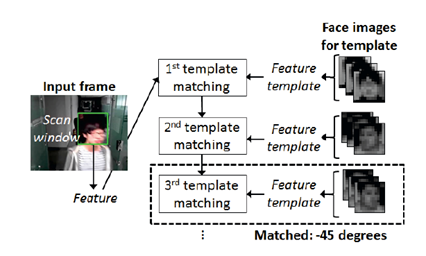 Face images
for template
Input frame
Scan
window
Feature
1st template
matching
Feature
template
2nd template
matching
Feature
template
3rd template
matching
Feature
template
⋮
Matched: -45 degrees